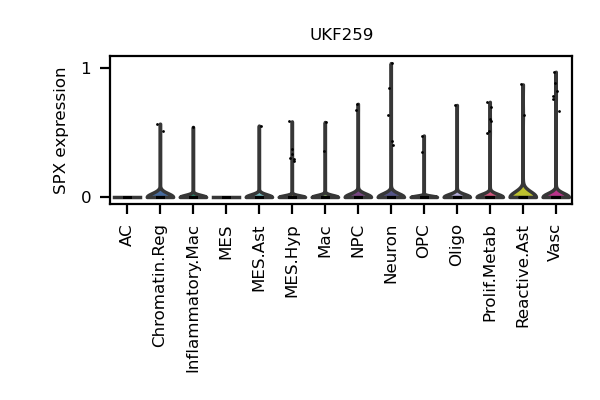 UKF259
SPX expression
1
0
AC
Chromatin.Reg
Inflammatory.Mac
MES
MES.Ast
MES.Hyp
Mac
NPC
Neuron
OPC
Oligo
Prolif.Metab
Reactive.Ast
Vasc